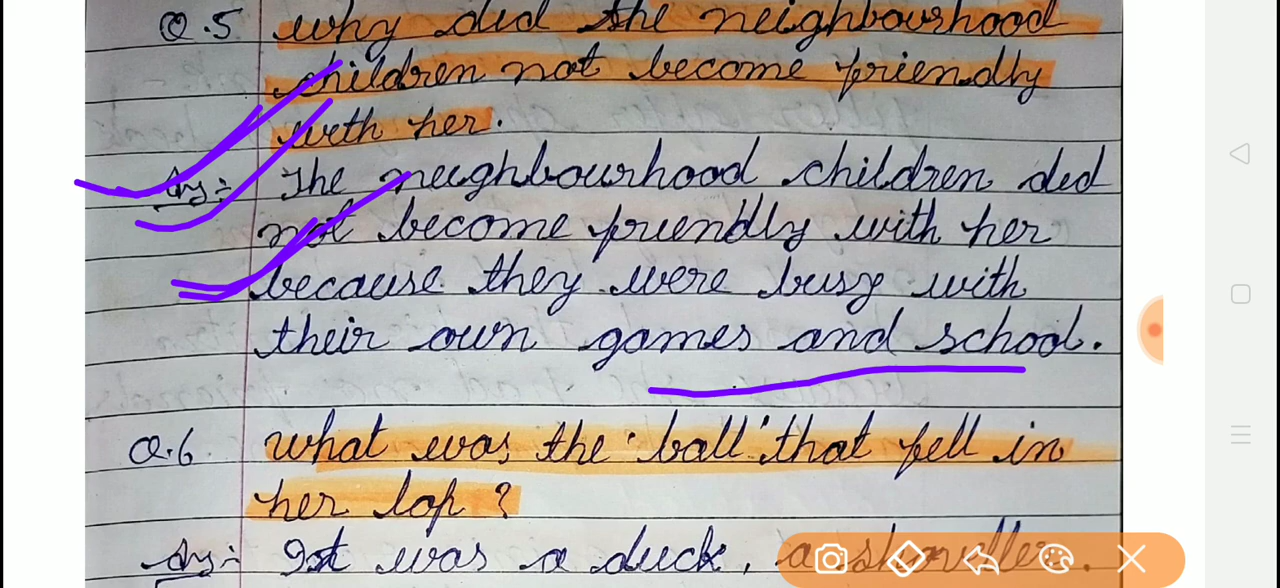 Q.5 why did the neighbourhood
children not become friendly
with her.
Ans:- The neighbourhood children did
not become friendly with her
because they were busy with
their own games and school.
Q.6 what was the 'ball' that fell in
her lap?
Ans:- It was a duck, a shoveller.